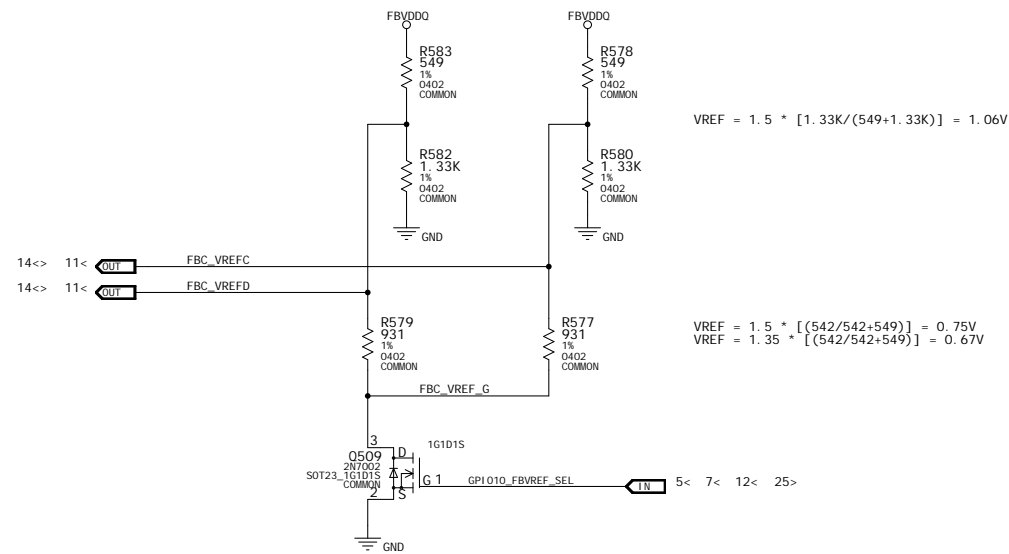 FBVDDQ
FBVDDQ
R583
549
1%
0402
COMMON
R578
549
1%
0402
COMMON
VREF = 1.5 * [1.33K/(549+1.33K)] = 1.06V
R582
1.33K
1%
0402
COMMON
R580
1.33K
1%
0402
COMMON
GND
GND
14<> 11< OUT FBC_VREFC
14<> 11< OUT FBC_VREFD
R579
931
1%
0402
COMMON
R577
931
1%
0402
COMMON
VREF = 1.5 * [(542/542+549)] = 0.75V
VREF = 1.35 * [(542/542+549)] = 0.67V
FBC_VREF_G
3
1G1D1S
Q509
2N7002
SOT23_1G1D1S
COMMON
D
G 1
S
2
GPIO10_FBVREF_SEL
IN 5< 7< 12< 25>
GND